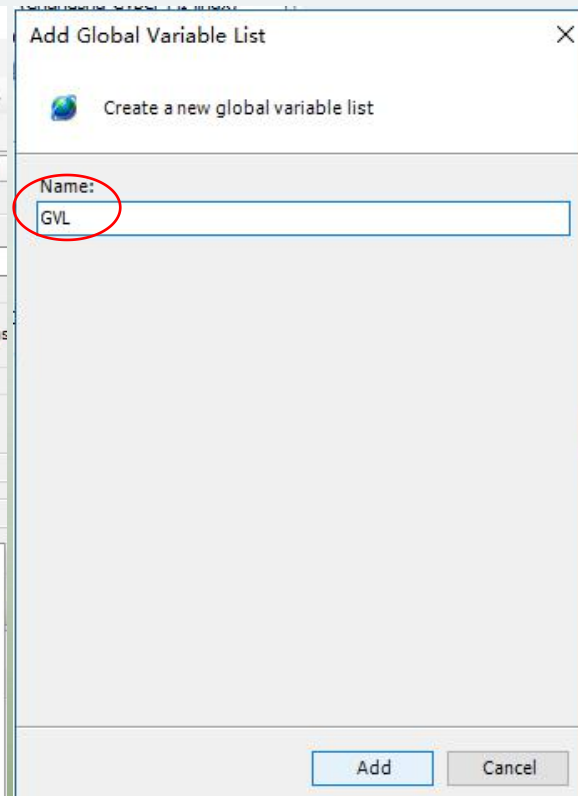 Add Global Variable List
Create a new global variable list
Name:
GVL
Add
Cancel